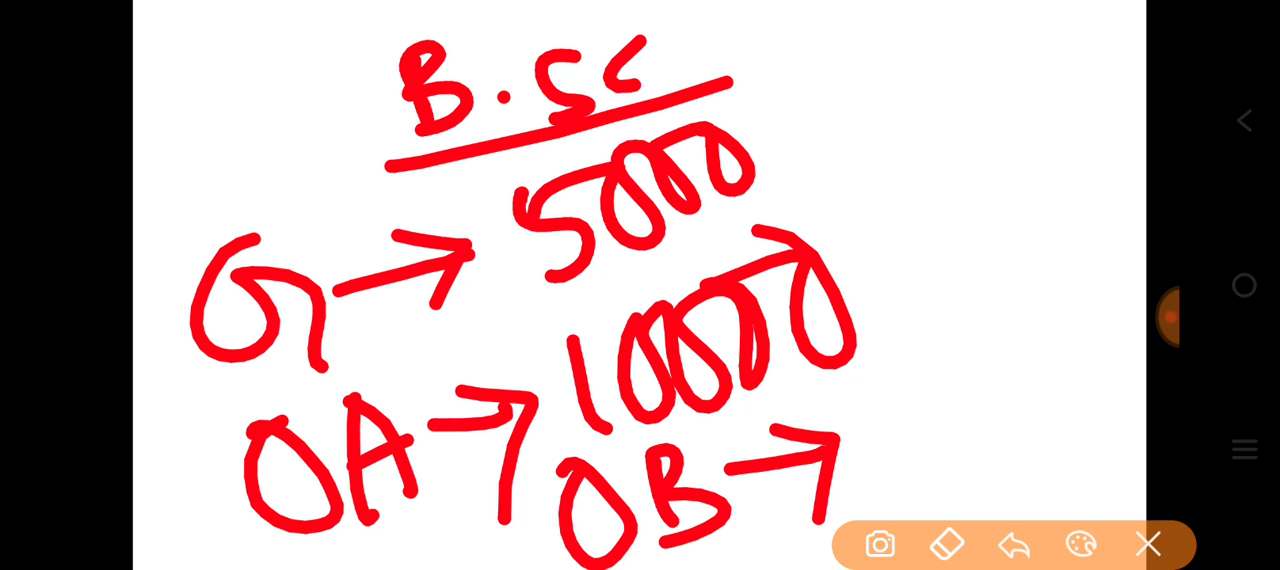 B.Sc
G → 5000
OA → 10000
OB →